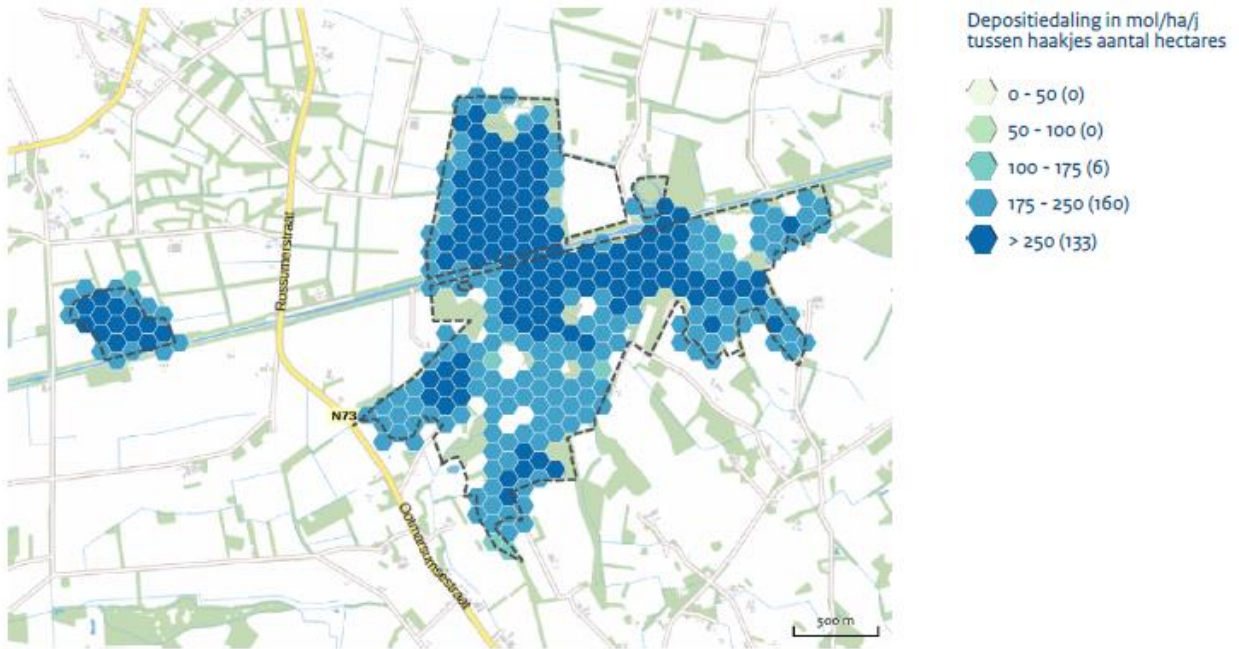 Depositiedaling in mol/ha/j
tussen haakjes aantal hectares
0 - 50 (0)
50 - 100 (0)
100 - 175 (6)
175 - 250 (160)
> 250 (133)
Rossumerstraat
N73
Ootmarsumsestraat
500 m